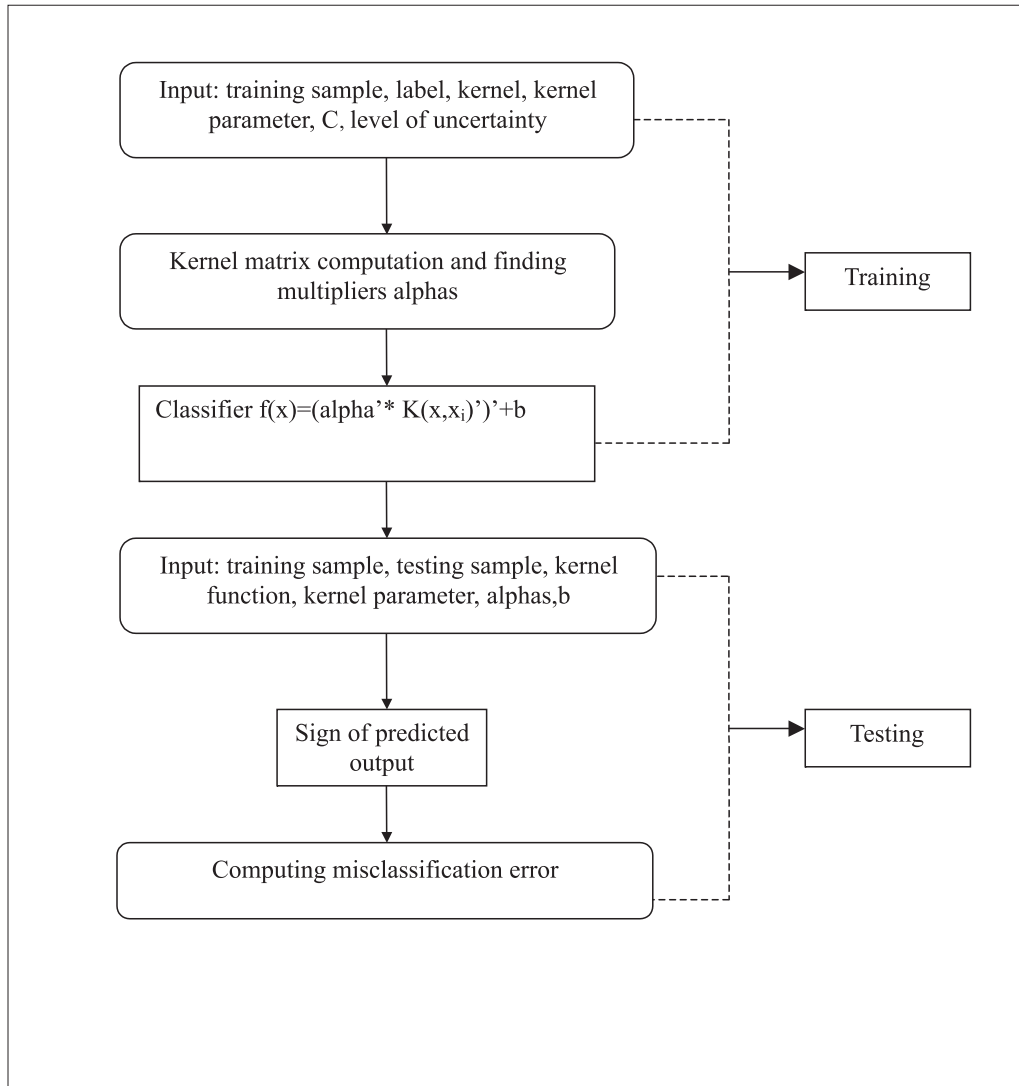 Input: training sample, label, kernel, kernel
parameter, C, level of uncertainty
Kernel matrix computation and finding
multipliers alphas
Training
Classifier f(x)=(alpha’* K(x,xᵢ)’)’+b
Input: training sample, testing sample, kernel
function, kernel parameter, alphas,b
Sign of predicted
output
Testing
Computing misclassification error